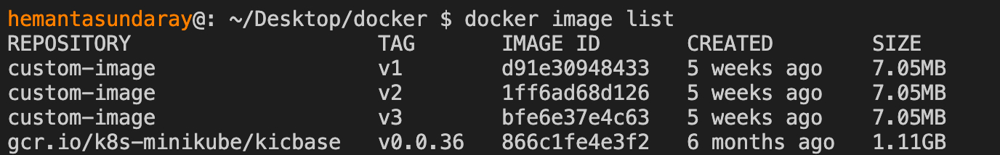 hemantasundaray@: ~/Desktop/docker $ docker image list
REPOSITORY TAG IMAGE ID CREATED SIZE
custom-image v1 d91e30948433 5 weeks ago 7.05MB
custom-image v2 1ff6ad68d126 5 weeks ago 7.05MB
custom-image v3 bfe6e37e4c63 5 weeks ago 7.05MB
gcr.io/k8s-minikube/kicbase v0.0.36 866c1fe4e3f2 6 months ago 1.11GB